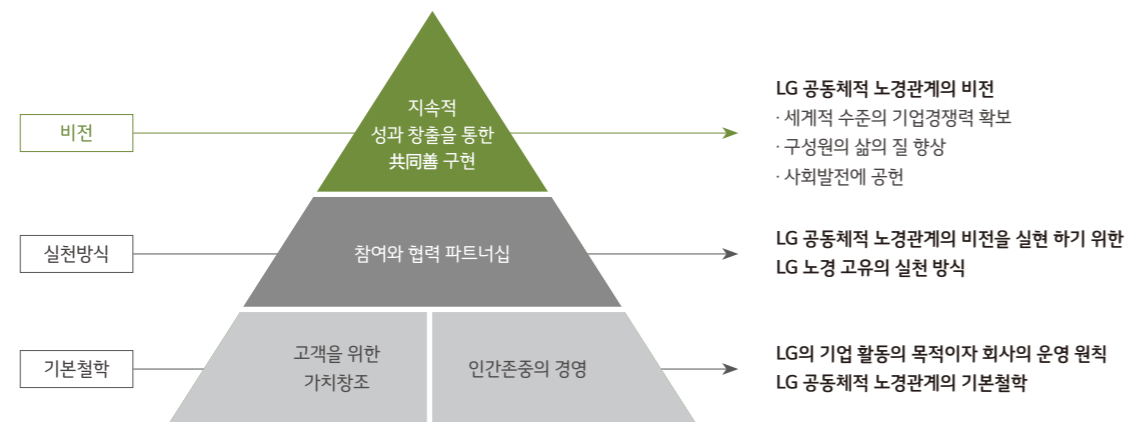 비전
지속적
성과 창출을 통한
共同善 구현
LG 공동체적 노경관계의 비전
· 세계적 수준의 기업경쟁력 확보
· 구성원의 삶의 질 향상
· 사회발전에 공헌
실천방식
참여와 협력 파트너십
LG 공동체적 노경관계의 비전을 실현 하기 위한
LG 노경 고유의 실천 방식
기본철학
고객을 위한
가치창조
인간존중의 경영
LG의 기업 활동의 목적이자 회사의 운영 원칙
LG 공동체적 노경관계의 기본철학